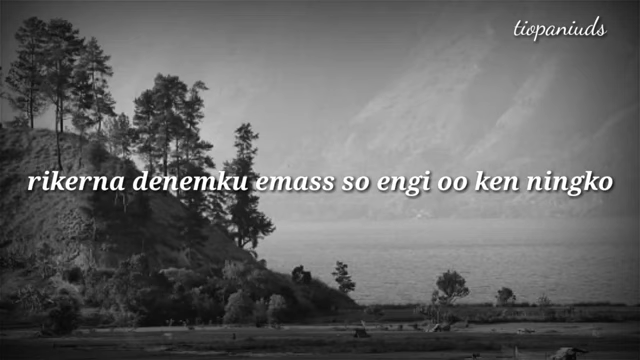 tiopaniuds
rikerna denemku emass so engi oo ken ningko